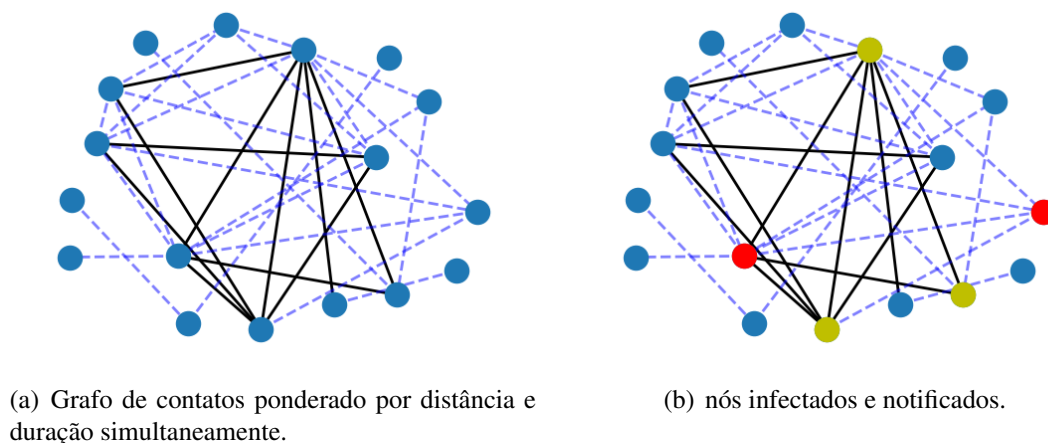 (a) Grafo de contatos ponderado por distância e
duração simultaneamente.
(b) nós infectados e notificados.